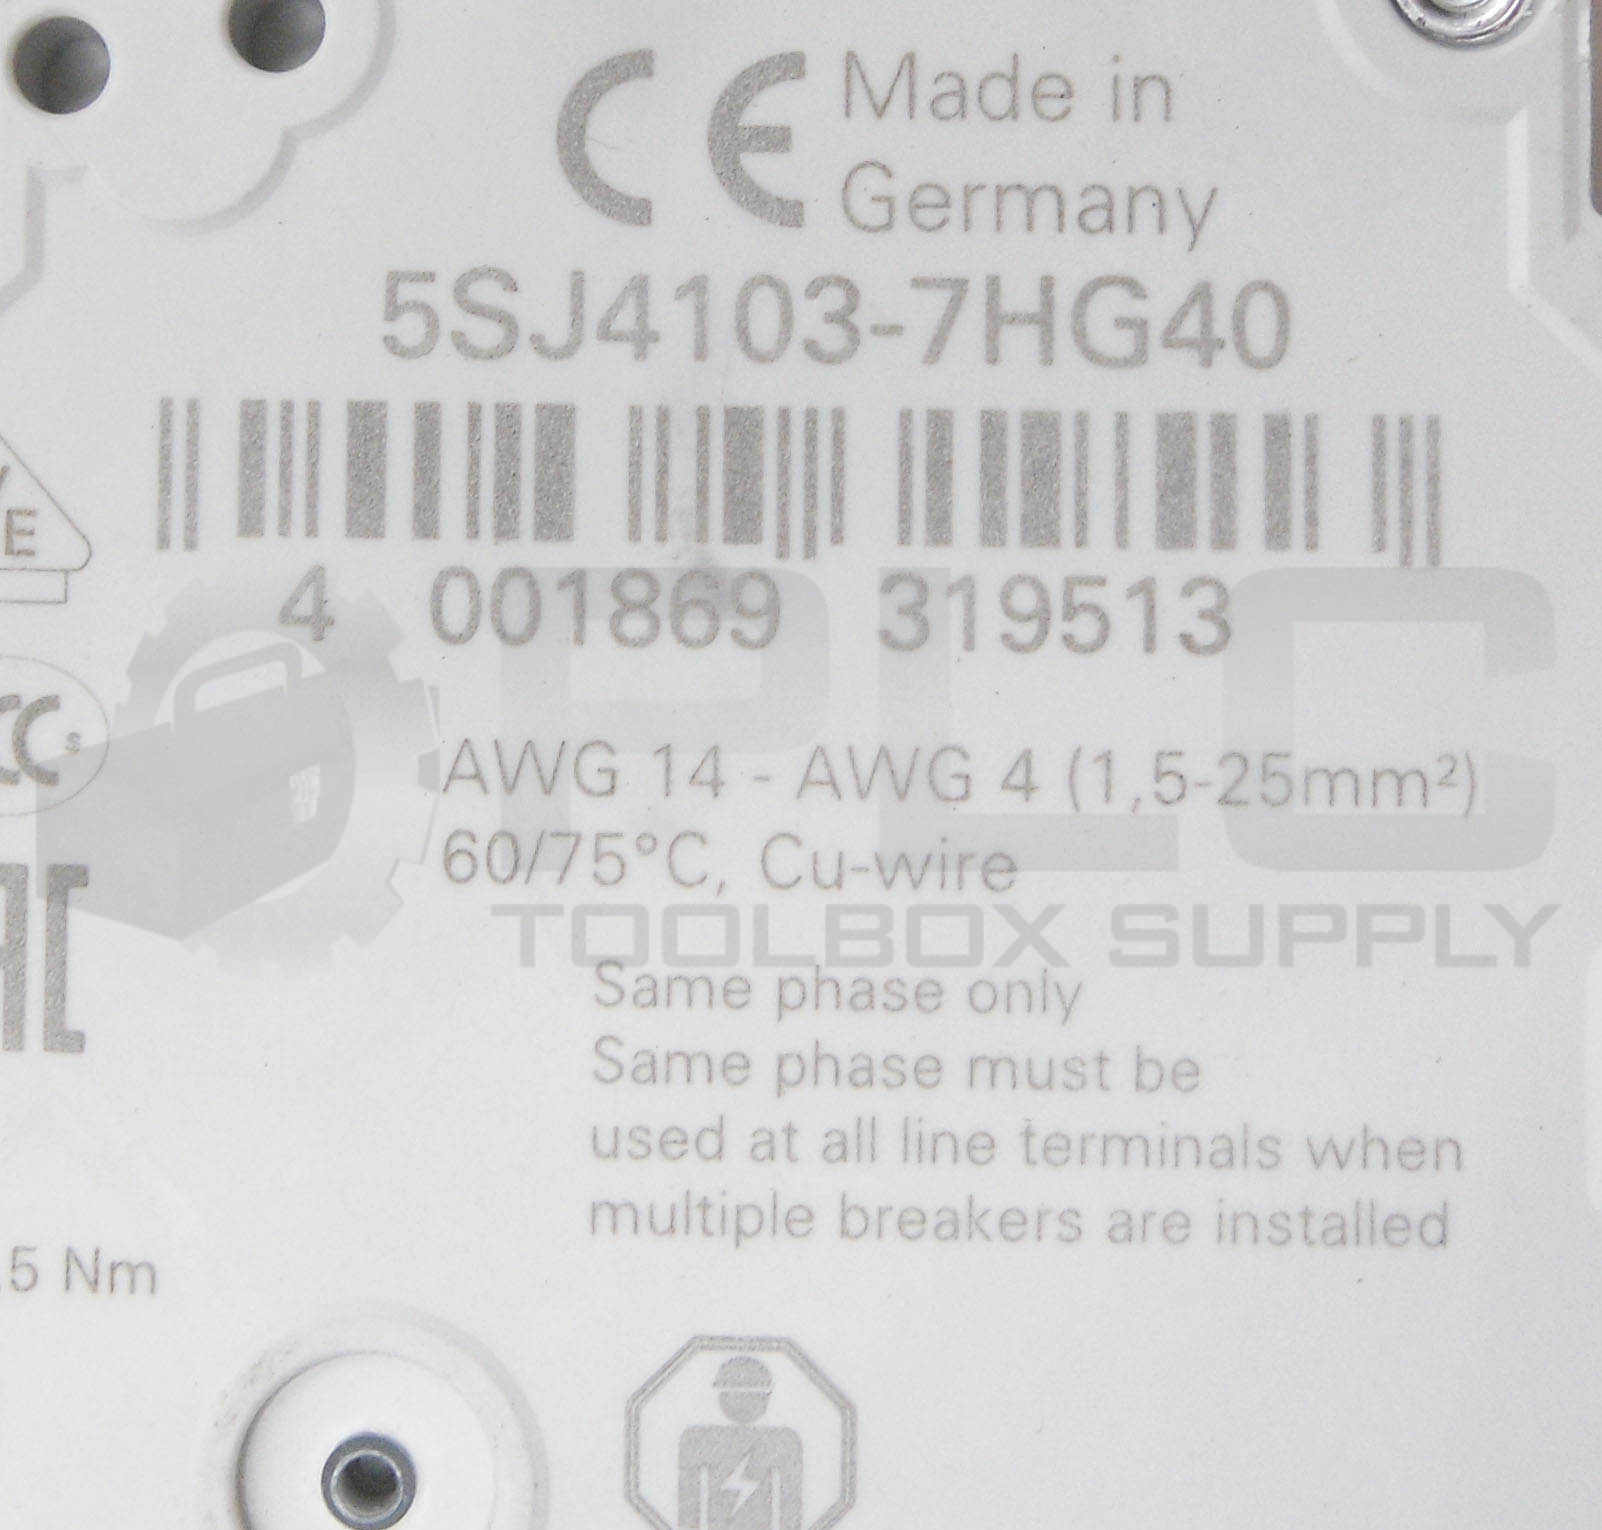 CE Made in
Germany
5SJ4103-7HG40
4 001869 319513
E
CC s
PLC
AWG 14 - AWG 4 (1,5-25mm²)
60/75°C, Cu-wire
TOOLBOX SUPPLY
Same phase only
Same phase must be
used at all line terminals when
multiple breakers are installed
5 Nm